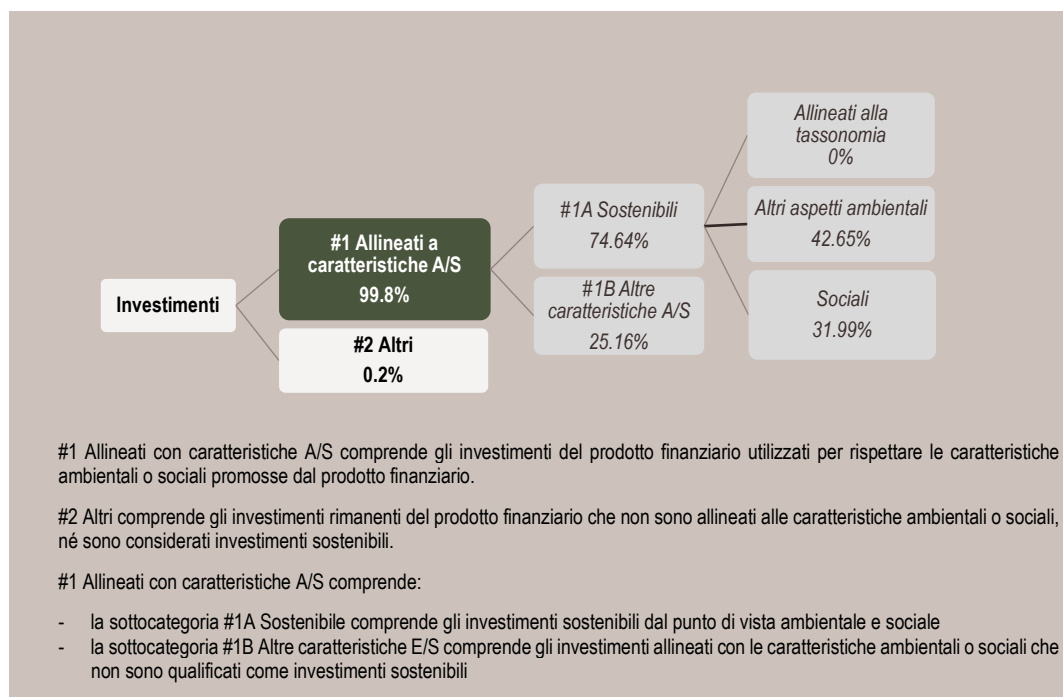 Investimenti
#1 Allineati a
caratteristiche A/S
99.8%
#2 Altri
0.2%
#1A Sostenibili
74.64%
#1B Altre
caratteristiche A/S
25.16%
Allineati alla
tassonomia
0%
Altri aspetti ambientali
42.65%
Sociali
31.99%
#1 Allineati con caratteristiche A/S comprende gli investimenti del prodotto finanziario utilizzati per rispettare le caratteristiche
ambientali o sociali promosse dal prodotto finanziario.
#2 Altri comprende gli investimenti rimanenti del prodotto finanziario che non sono allineati alle caratteristiche ambientali o sociali,
né sono considerati investimenti sostenibili.
#1 Allineati con caratteristiche A/S comprende:
- la sottocategoria #1A Sostenibile comprende gli investimenti sostenibili dal punto di vista ambientale e sociale
- la sottocategoria #1B Altre caratteristiche E/S comprende gli investimenti allineati con le caratteristiche ambientali o sociali che
non sono qualificati come investimenti sostenibili